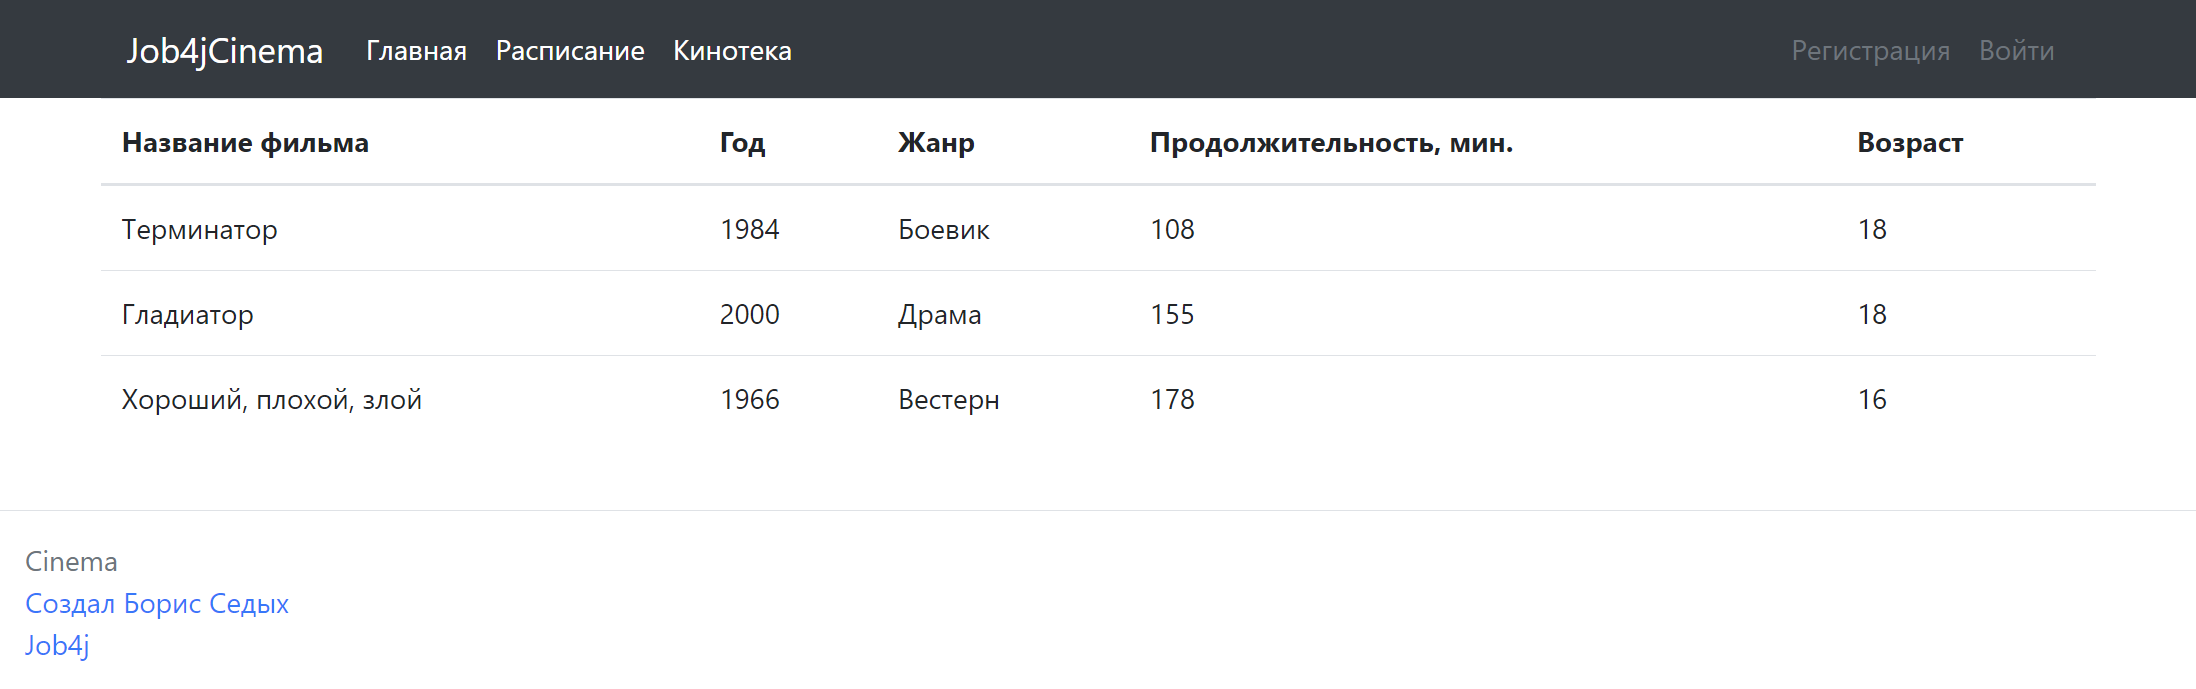 Job4jCinema Главная Расписание Кинотека Регистрация Войти
Название фильма Год Жанр Продолжительность, мин. Возраст
Терминатор 1984 Боевик 108 18
Гладиатор 2000 Драма 155 18
Хороший, плохой, злой 1966 Вестерн 178 16
Cinema
Создал Борис Седых
Job4j